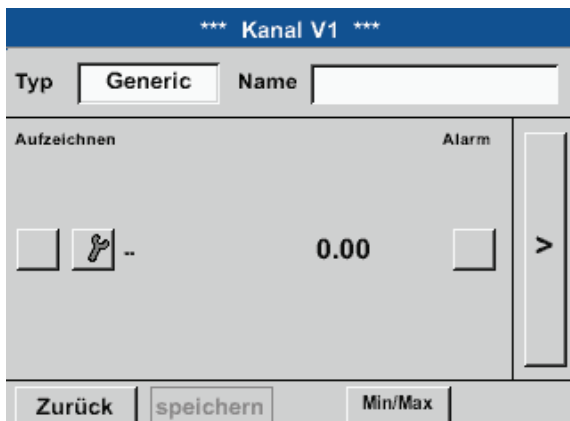 *** Kanal V1 ***
Typ Generic Name
Aufzeichnen Alarm
-- 0.00 >
Zurück speichern Min/Max